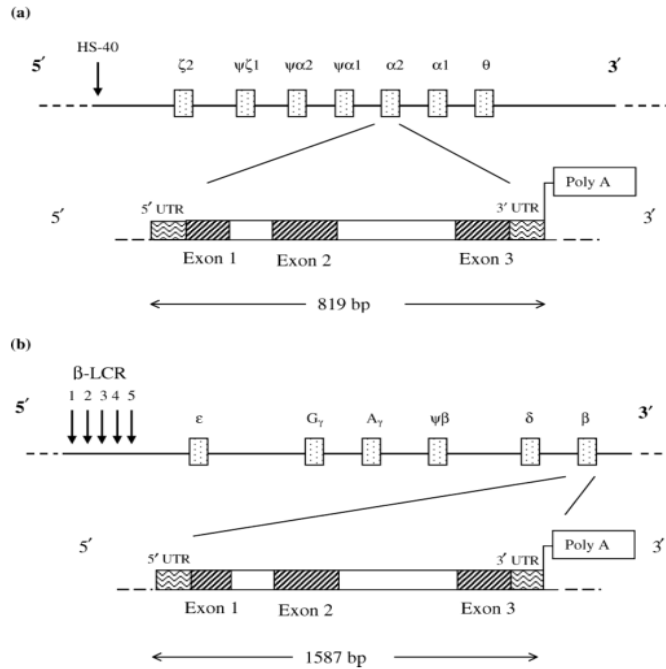 (a)
HS-40
5′ 3′
ζ2 ψζ1 ψα2 ψα1 α2 α1 θ
Poly A
5′ UTR 3′ UTR
5′ 3′
Exon 1 Exon 2 Exon 3
819 bp
(b)
β-LCR
1 2 3 4 5
5′ 3′
ε Gγ Aγ ψβ δ β
Poly A
5′ 3′
5′ UTR 3′ UTR
Exon 1 Exon 2 Exon 3
1587 bp